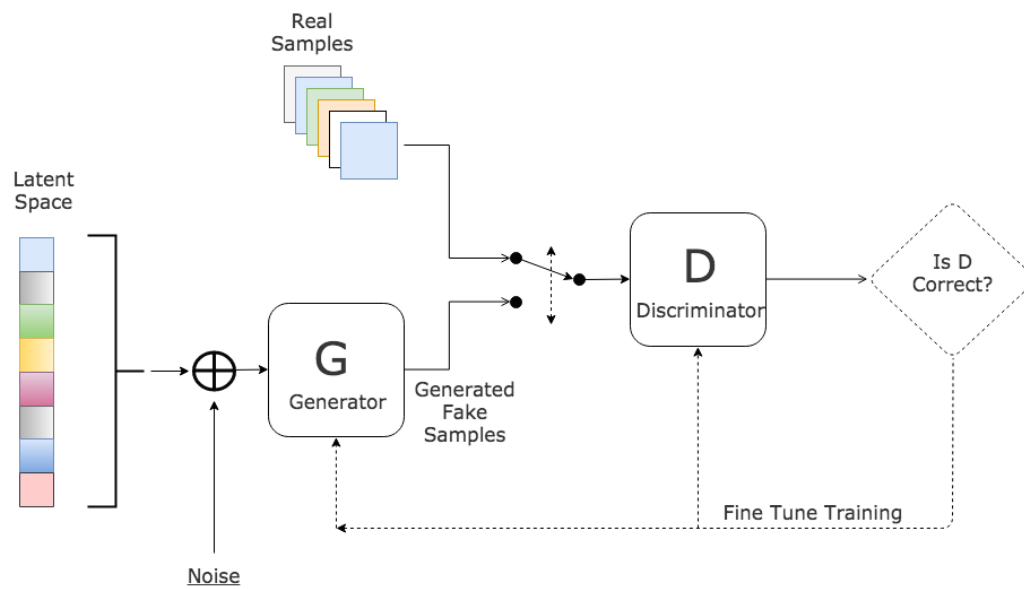 Real
Samples
Latent
Space
Is D
Correct?
D
Discriminator
G
Generator
Generated
Fake
Samples
Fine Tune Training
Noise